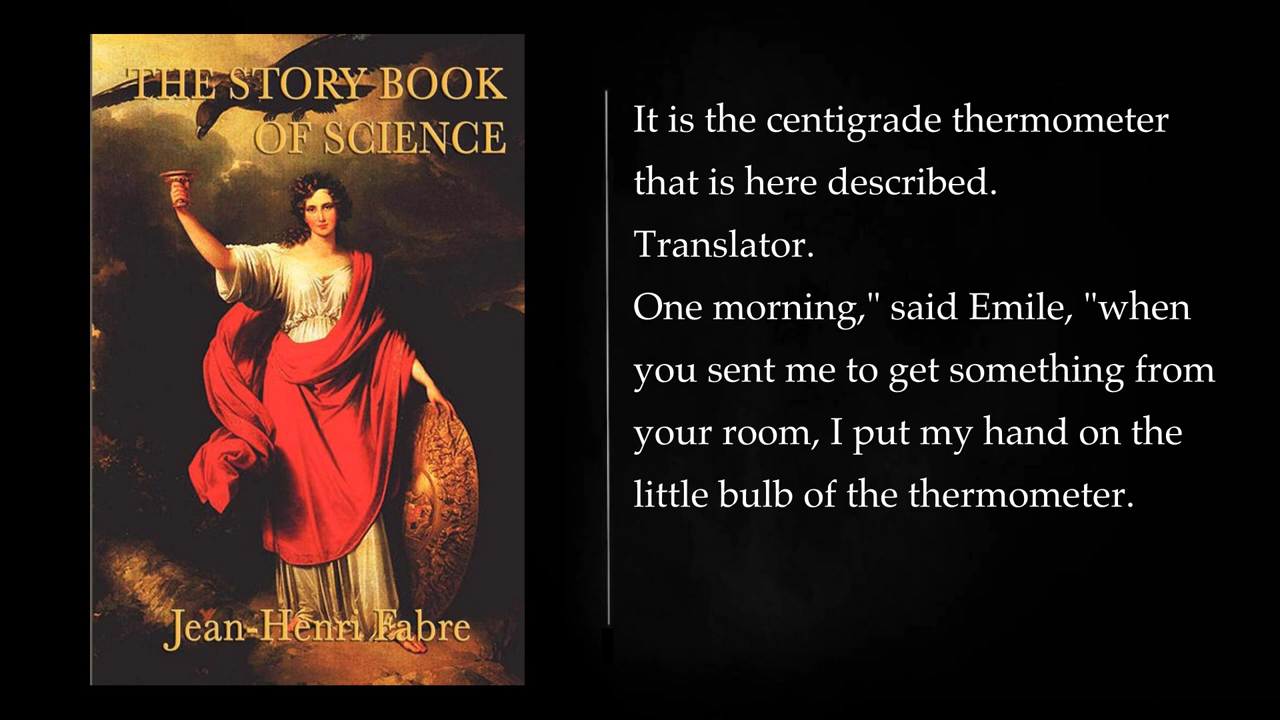 THE STORY BOOK
OF SCIENCE
Jean-Henri Fabre
It is the centigrade thermometer
that is here described.
Translator.
One morning," said Emile, "when
you sent me to get something from
your room, I put my hand on the
little bulb of the thermometer.